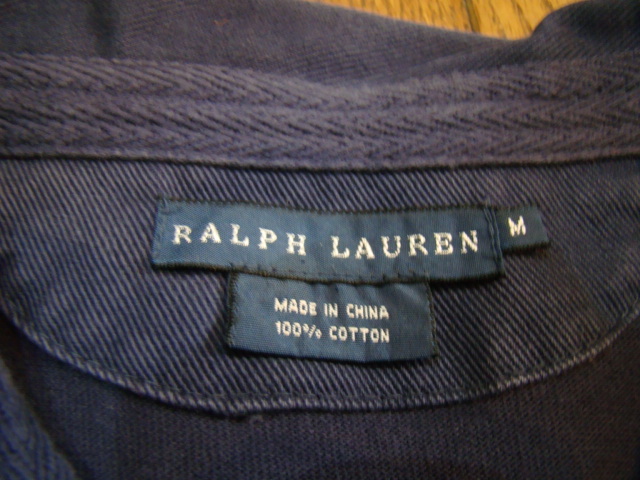 RALPH LAUREN M
MADE IN CHINA
100% COTTON